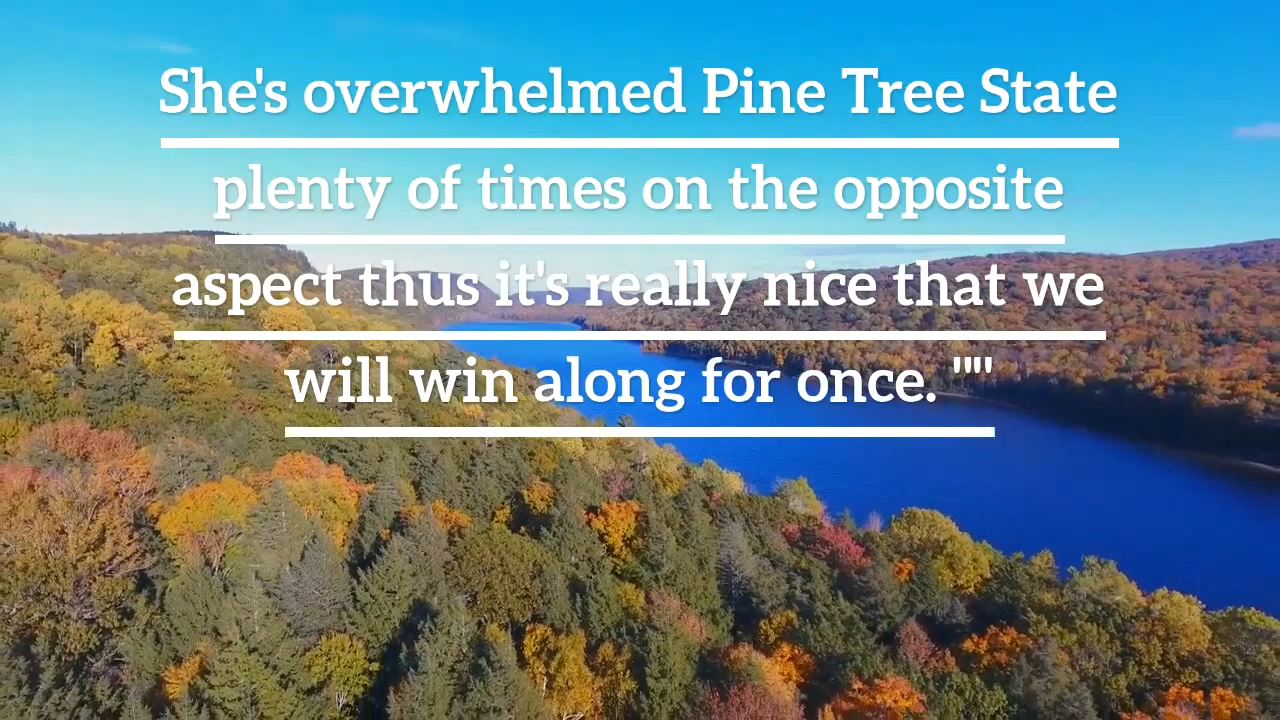 She's overwhelmed Pine Tree State
plenty of times on the opposite
aspect thus it's really nice that we
will win along for once. ""